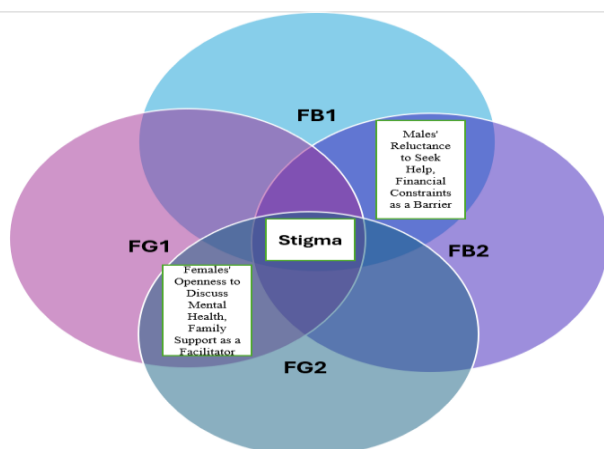 FB1
Males'
Reluctance
to Seek
Help,
Financial
Constraints
as a Barrier
FG1
Stigma
FB2
Females'
Openness to
Discuss
Mental
Health,
Family
Support as a
Facilitator
FG2